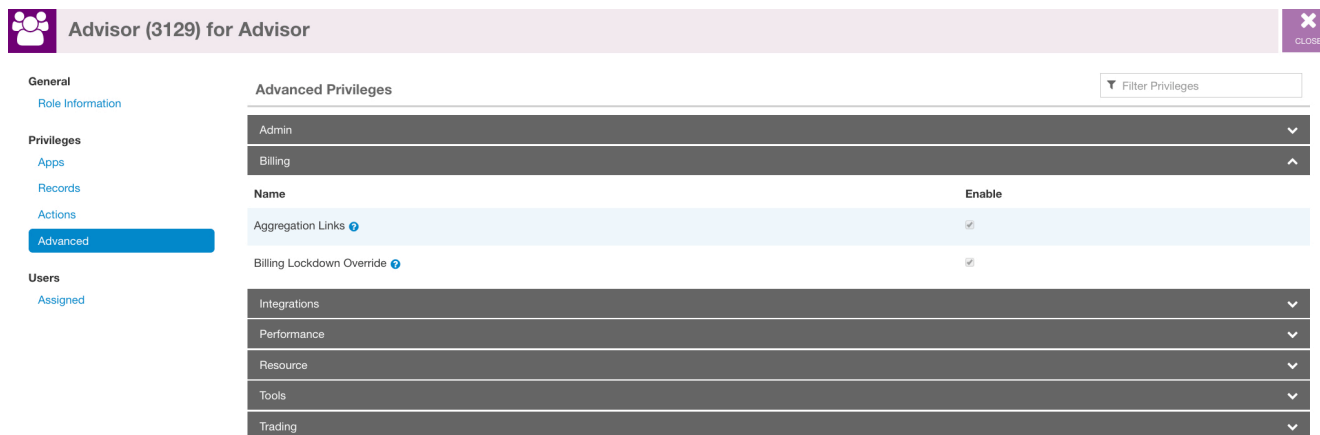 Advisor (3129) for Advisor
CLOSE
General
Role Information
Privileges
Apps
Records
Actions
Advanced
Users
Assigned
Advanced Privileges
Filter Privileges
Admin
Billing
Name Enable
Aggregation Links ?
Billing Lockdown Override ?
Integrations
Performance
Resource
Tools
Trading